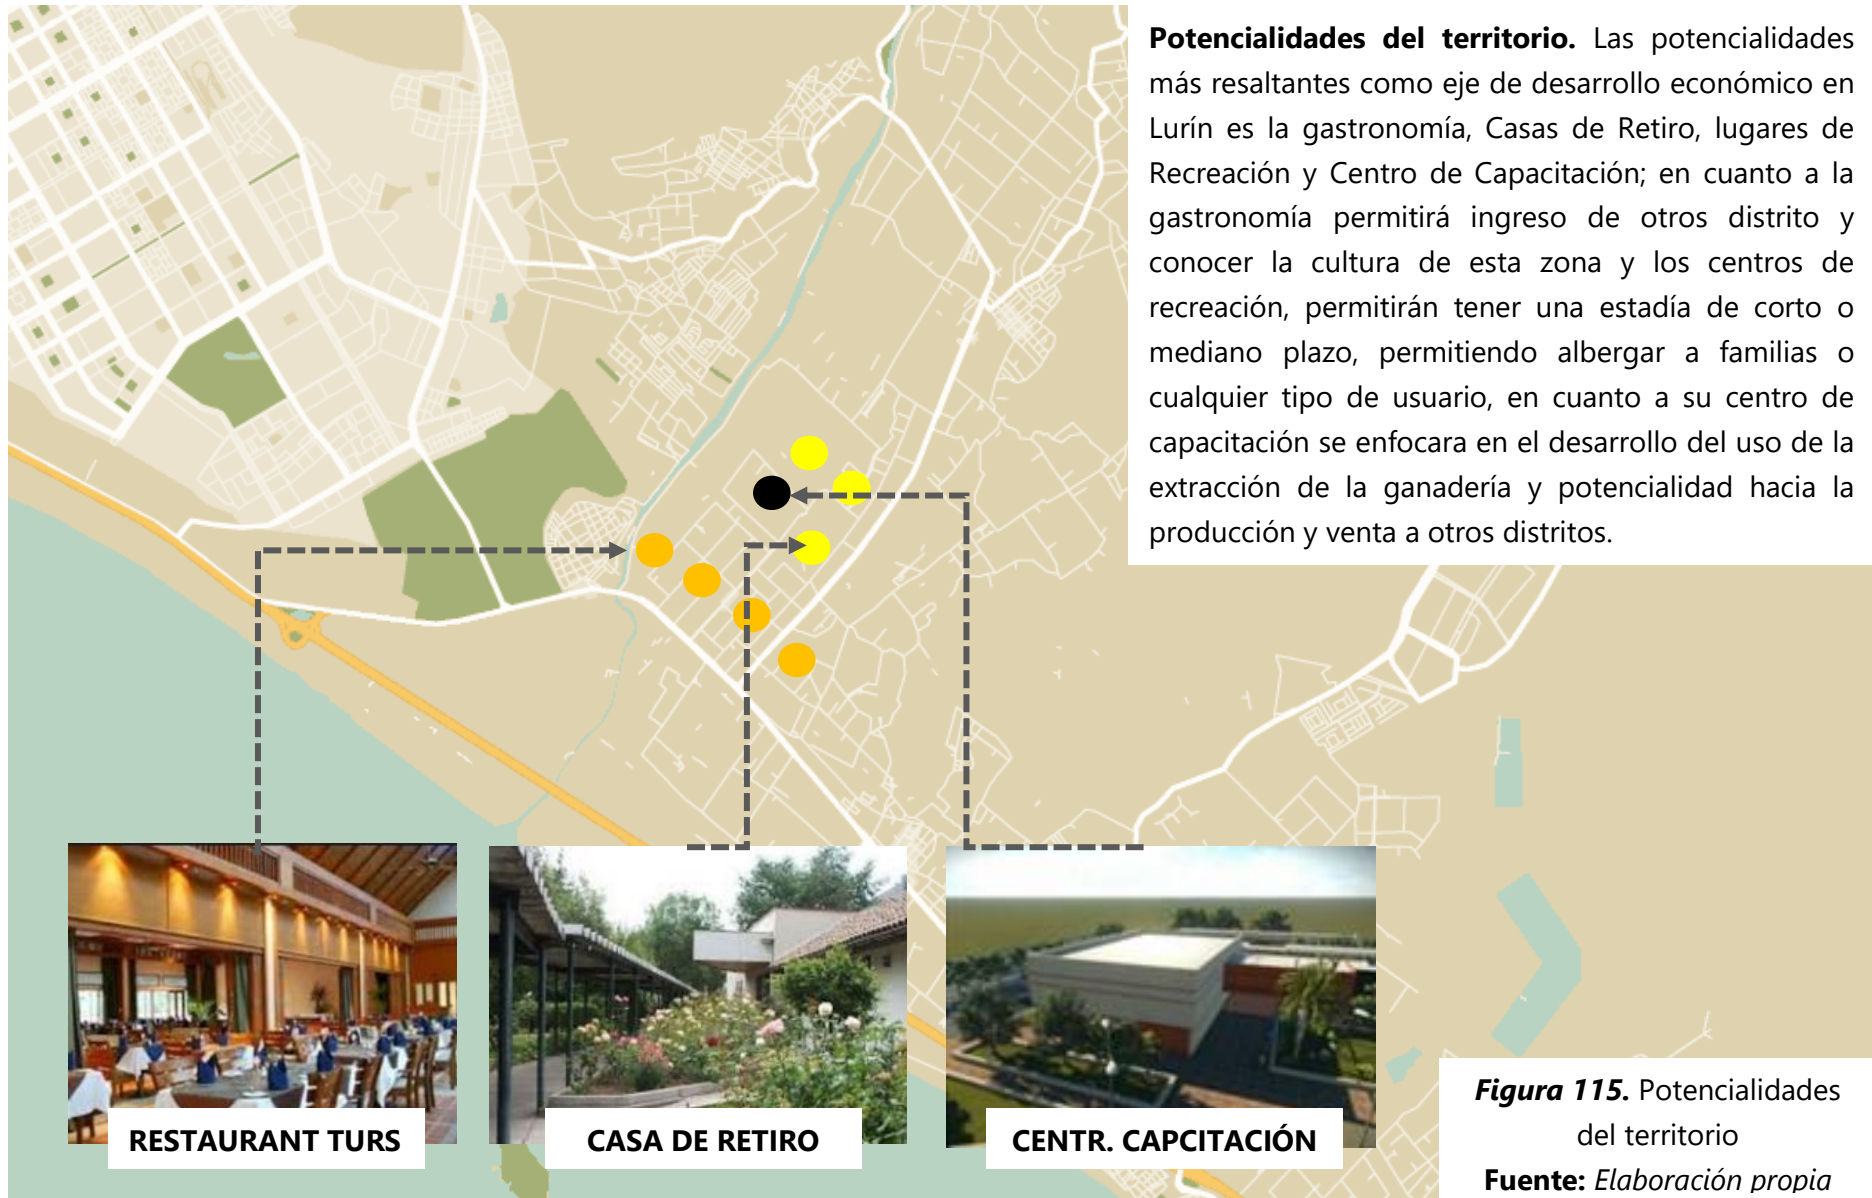 Potencialidades del territorio. Las potencialidades
más resaltantes como eje de desarrollo económico en
Lurín es la gastronomía, Casas de Retiro, lugares de
Recreación y Centro de Capacitación; en cuanto a la
gastronomía permitirá ingreso de otros distrito y
conocer la cultura de esta zona y los centros de
recreación, permitirán tener una estadía de corto o
mediano plazo, permitiendo albergar a familias o
cualquier tipo de usuario, en cuanto a su centro de
capacitación se enfocara en el desarrollo del uso de la
extracción de la ganadería y potencialidad hacia la
producción y venta a otros distritos.
RESTAURANT TURS
CASA DE RETIRO
CENTR. CAPCITACIÓN
Figura 115. Potencialidades
del territorio
Fuente: Elaboración propia